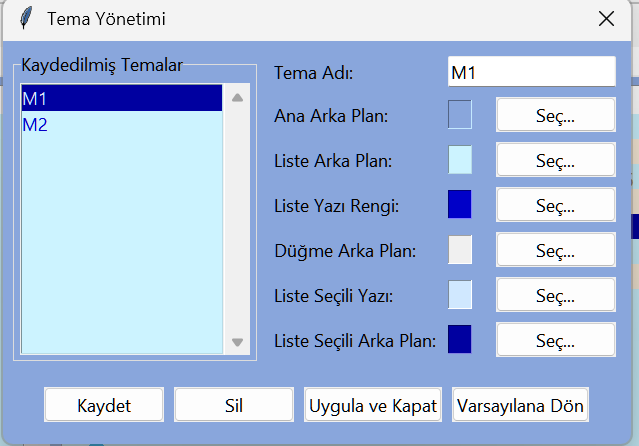 Tema Yönetimi
Kaydedilmiş Temalar
M1
M2
Tema Adı: M1
Ana Arka Plan: Seç...
Liste Arka Plan: Seç...
Liste Yazı Rengi: Seç...
Düğme Arka Plan: Seç...
Liste Seçili Yazı: Seç...
Liste Seçili Arka Plan: Seç...
Kaydet Sil Uygula ve Kapat Varsayılana Dön